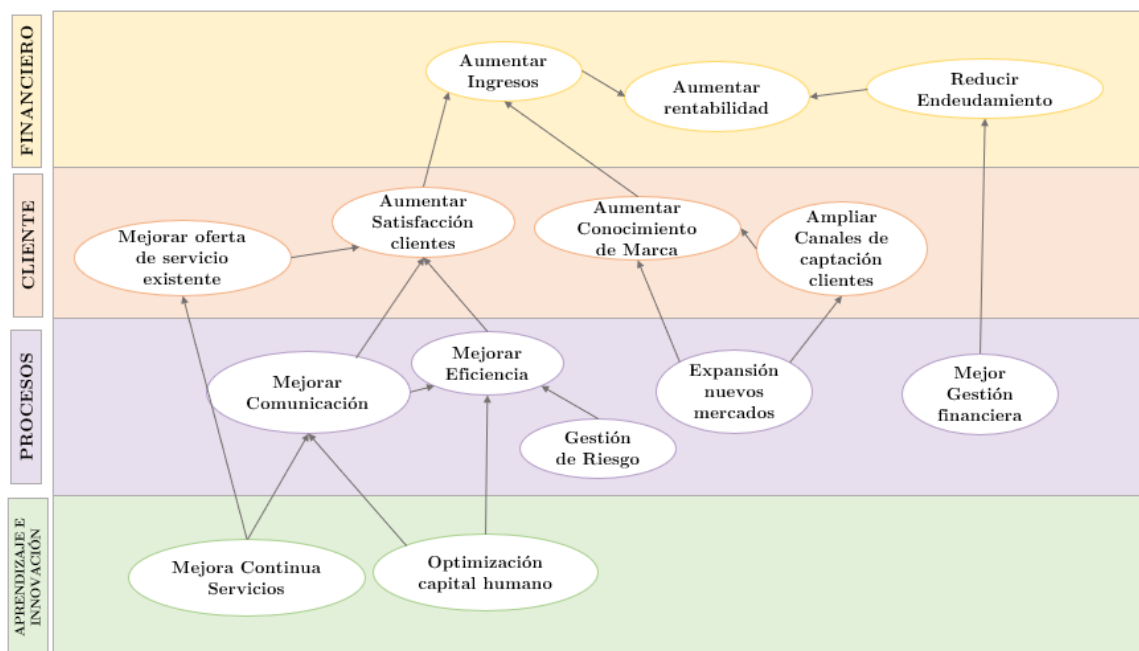 FINANCIERO
Aumentar
Ingresos
Aumentar
rentabilidad
Reducir
Endeudamiento
CLIENTE
Mejorar oferta
de servicio
existente
Aumentar
Satisfacción
clientes
Aumentar
Conocimiento
de Marca
Ampliar
Canales de
captación
clientes
PROCESOS
Mejorar
Comunicación
Mejorar
Eficiencia
Gestión
de Riesgo
Expansión
nuevos
mercados
Mejor
Gestión
financiera
APRENDIZAJE E
INNOVACIÓN
Mejora Continua
Servicios
Optimización
capital humano